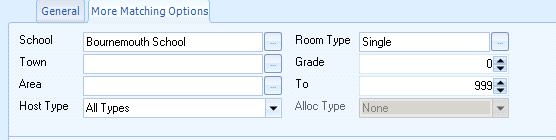 General More Matching Options
School Bournemouth School ... Room Type Single ...
Town ... Grade 0
Area ... To 999
Host Type All Types Alloc Type None